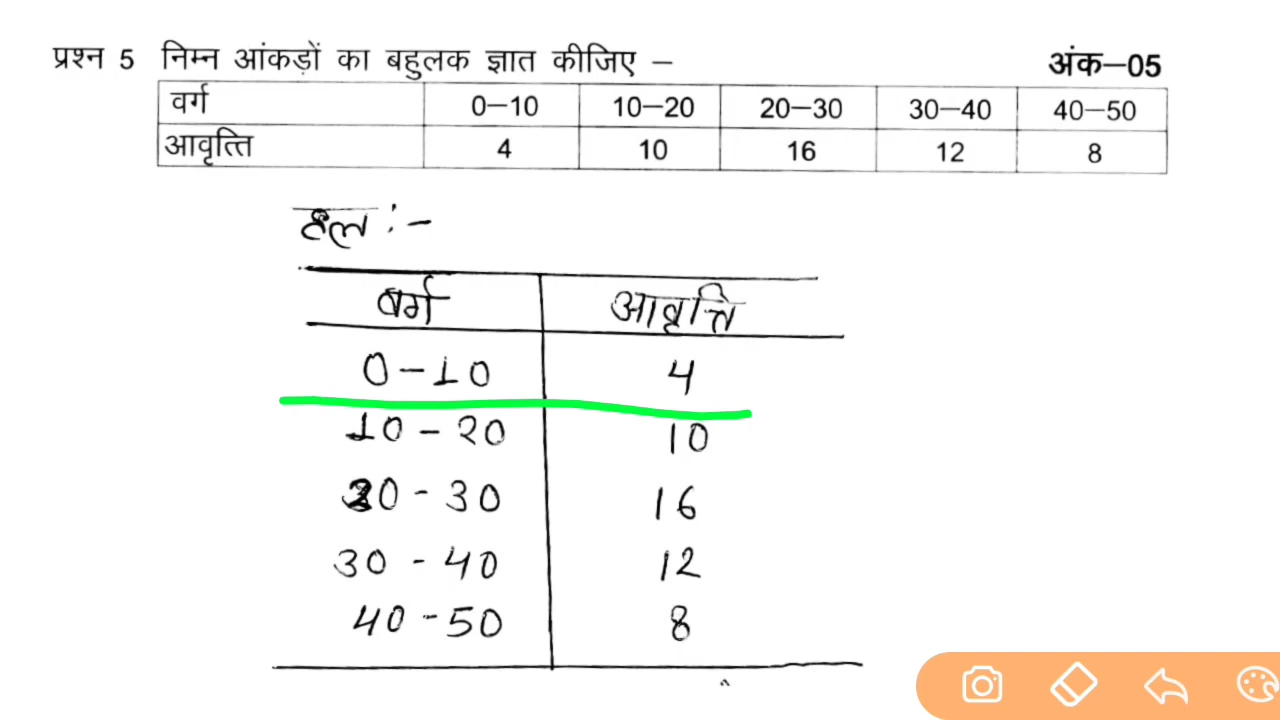 प्रश्न 5 निम्न आंकड़ों का बहुलक ज्ञात कीजिए – अंक–05
वर्ग 0–10 10–20 20–30 30–40 40–50
आवृत्ति 4 10 16 12 8
हल :-
वर्ग आवृत्ति
0-10 4
10-20 10
20-30 16
30-40 12
40-50 8